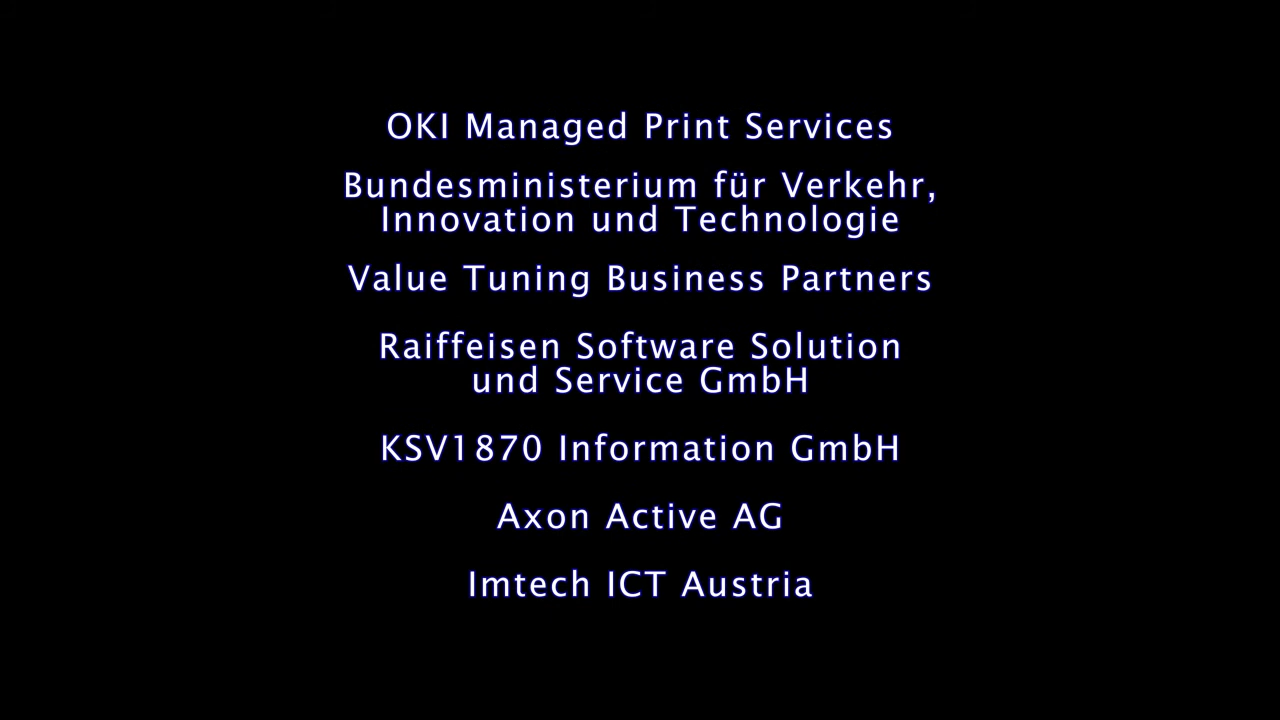 OKI Managed Print Services
Bundesministerium für Verkehr,
Innovation und Technologie
Value Tuning Business Partners
Raiffeisen Software Solution
und Service GmbH
KSV1870 Information GmbH
Axon Active AG
Imtech ICT Austria